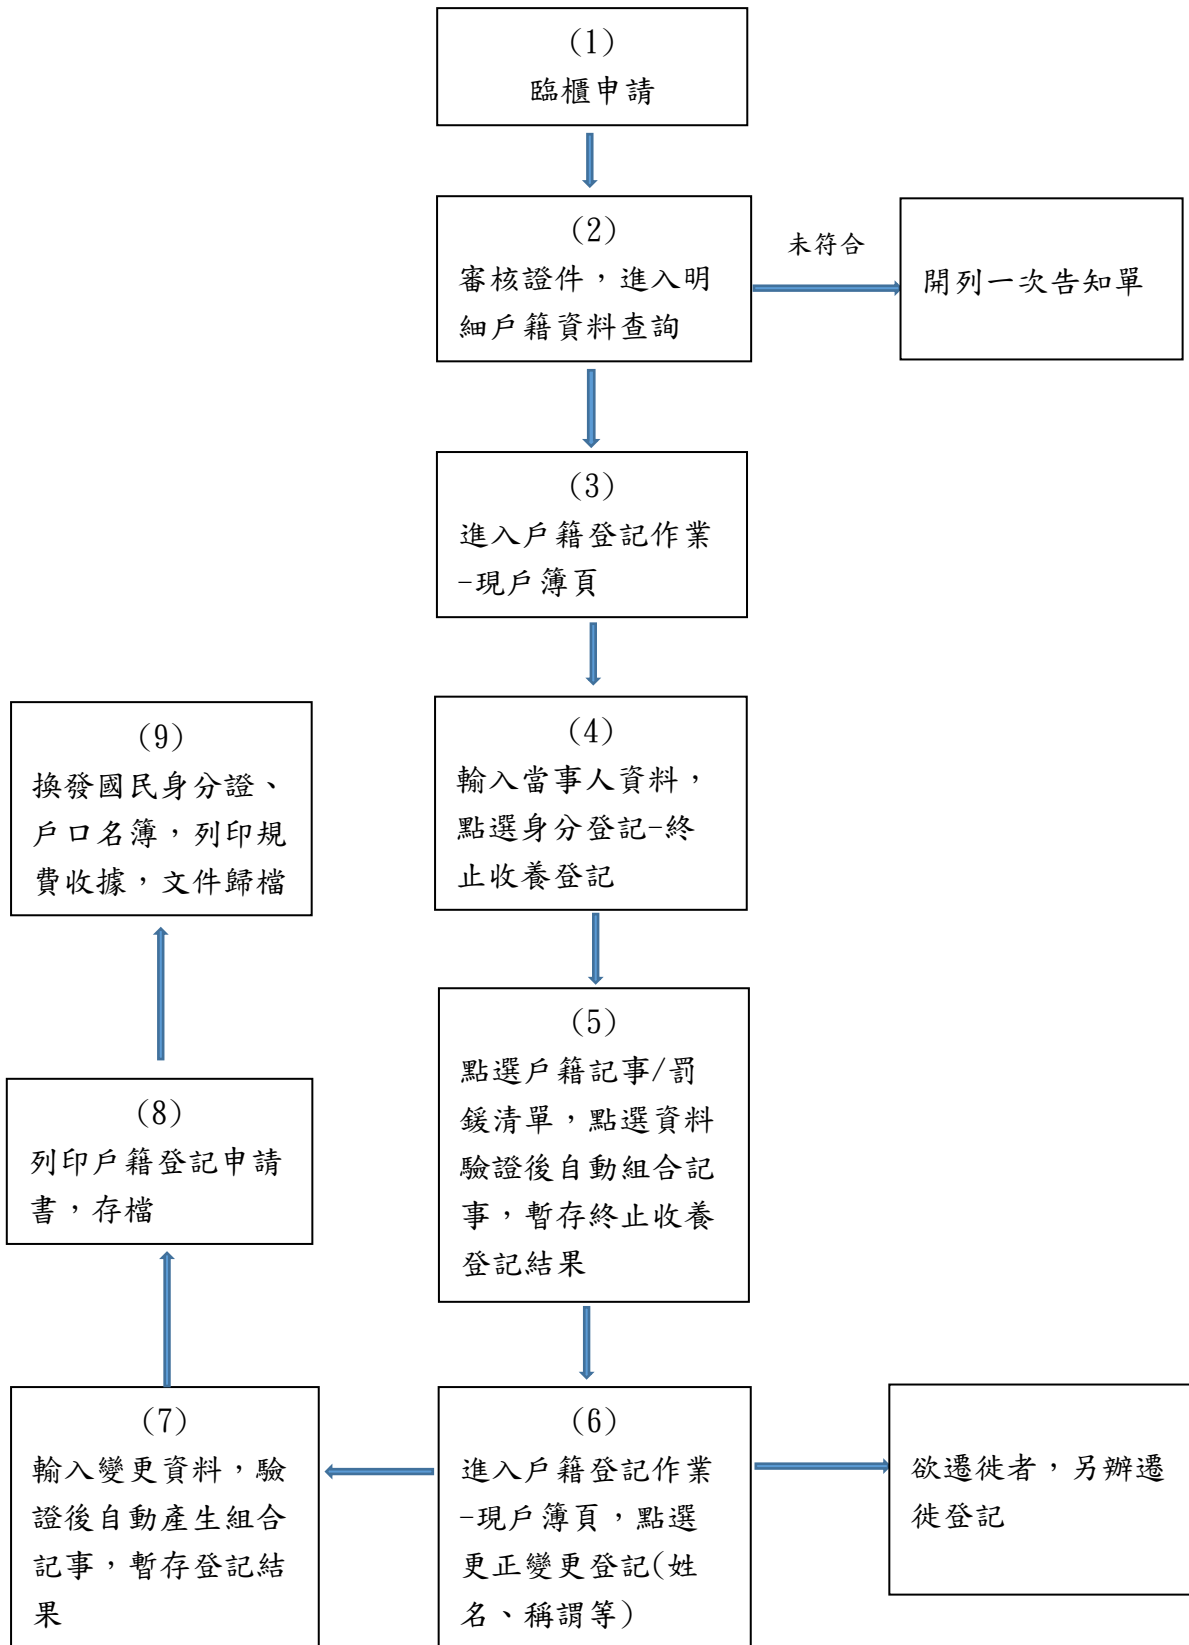 (1)
臨櫃申請
(2)
審核證件，進入明
細戶籍資料查詢
未符合
開列一次告知單
(3)
進入戶籍登記作業
-現戶簿頁
(4)
輸入當事人資料，
點選身分登記-終
止收養登記
(5)
點選戶籍記事/罰
鍰清單，點選資料
驗證後自動組合記
事，暫存終止收養
登記結果
(6)
進入戶籍登記作業
-現戶簿頁，點選
更正變更登記(姓
名、稱謂等)
欲遷徙者，另辦遷
徙登記
(7)
輸入變更資料，驗
證後自動產生組合
記事，暫存登記結
果
(8)
列印戶籍登記申請
書，存檔
(9)
換發國民身分證、
戶口名簿，列印規
費收據，文件歸檔